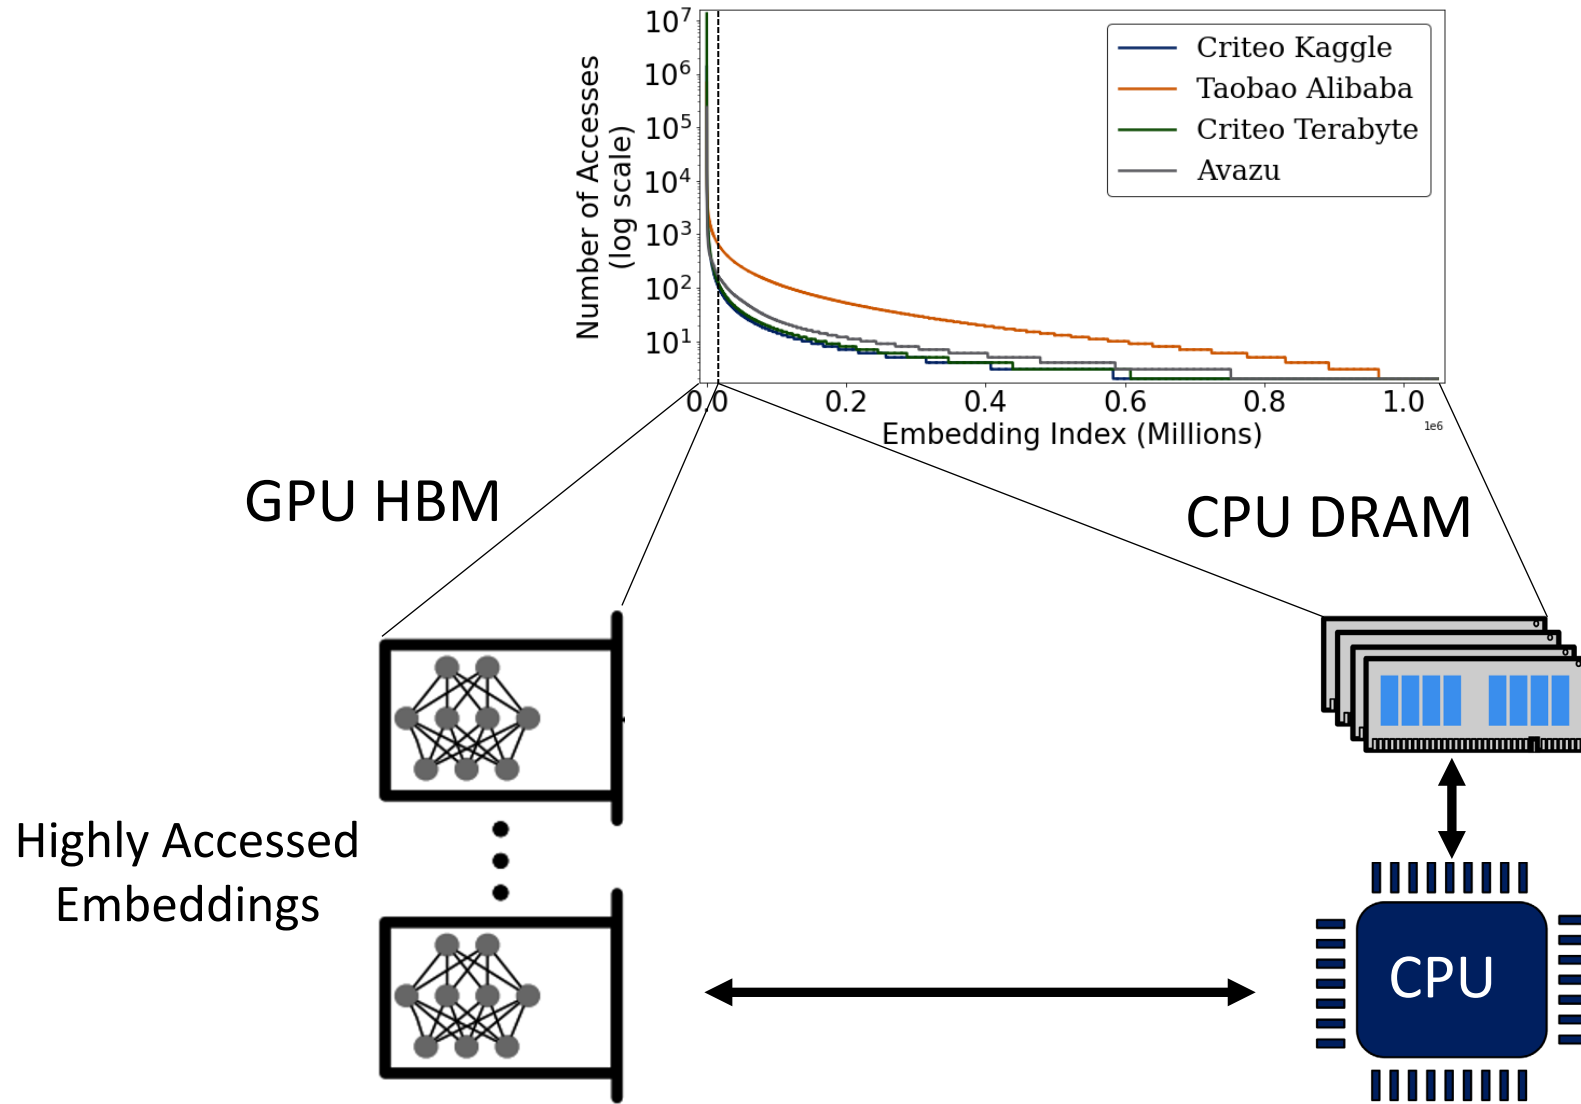 10⁷
10⁶
10⁵
10⁴
10³
10²
10¹
Number of Accesses
(log scale)
Criteo Kaggle
Taobao Alibaba
Criteo Terabyte
Avazu
0.0 0.2 0.4 0.6 0.8 1.0
Embedding Index (Millions)
1e6
GPU HBM
CPU DRAM
Highly Accessed
Embeddings
CPU